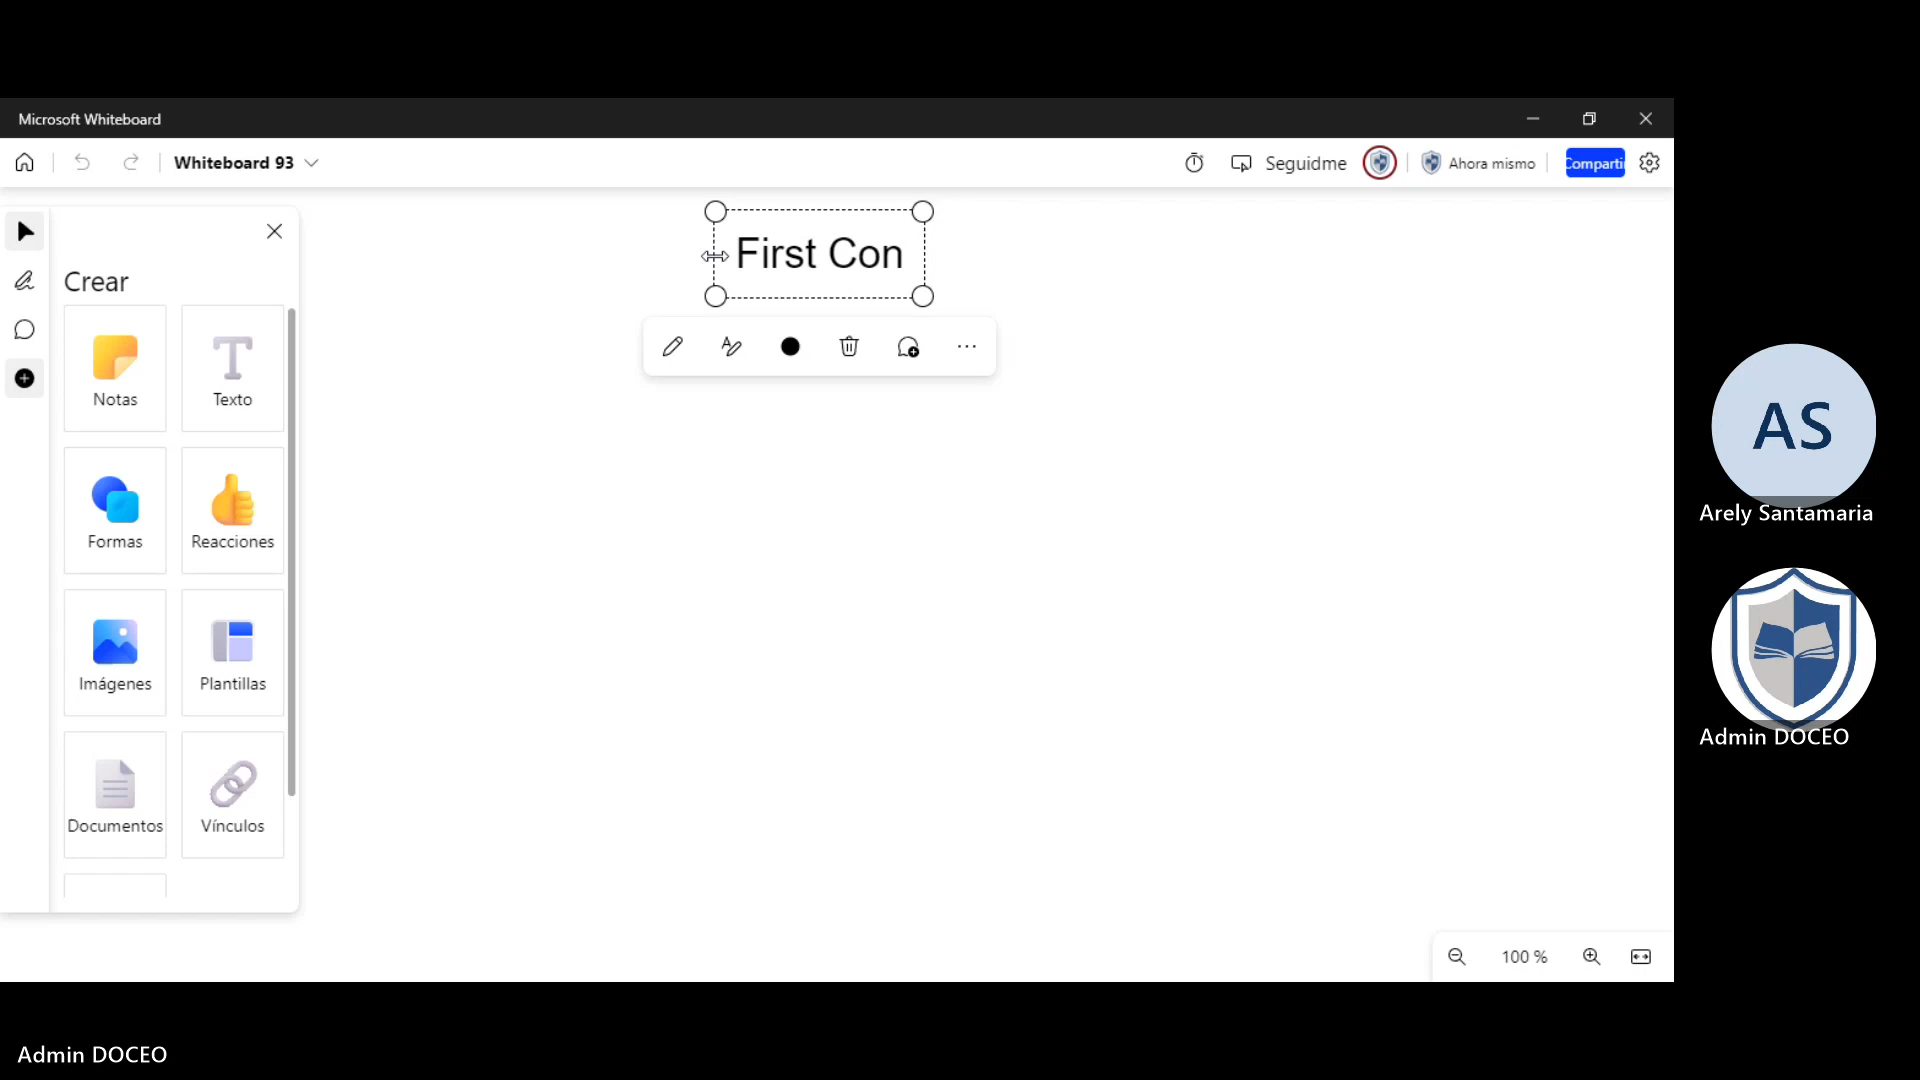 Microsoft Whiteboard
Whiteboard 93
Seguidme
Ahora mismo
Comparti
First Con
Crear
Notas
Texto
Formas
Reacciones
Imágenes
Plantillas
Documentos
Vínculos
100 %
AS
Arely Santamaria
Admin DOCEO
Admin DOCEO